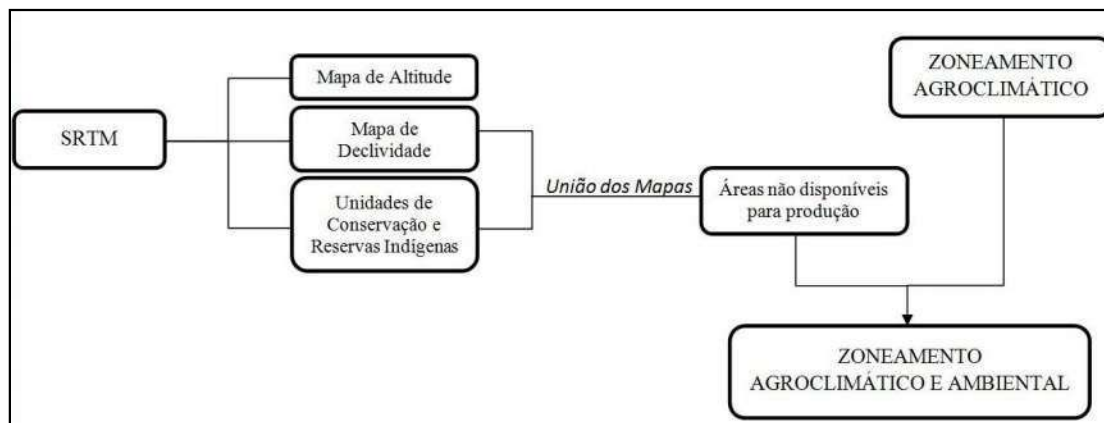 SRTM
Mapa de Altitude
Mapa de
Declividade
Unidades de
Conservação e
Reservas Indígenas
União dos Mapas
Áreas não disponíveis
para produção
ZONEAMENTO
AGROCLIMÁTICO
ZONEAMENTO
AGROCLIMÁTICO E AMBIENTAL